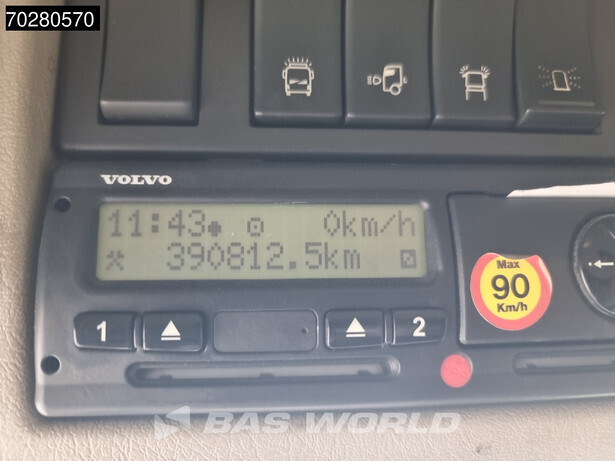 70280570
VOLVO
11:43 0km/h
390812.5km
1 2
Max
90
Km/h
BAS WORLD